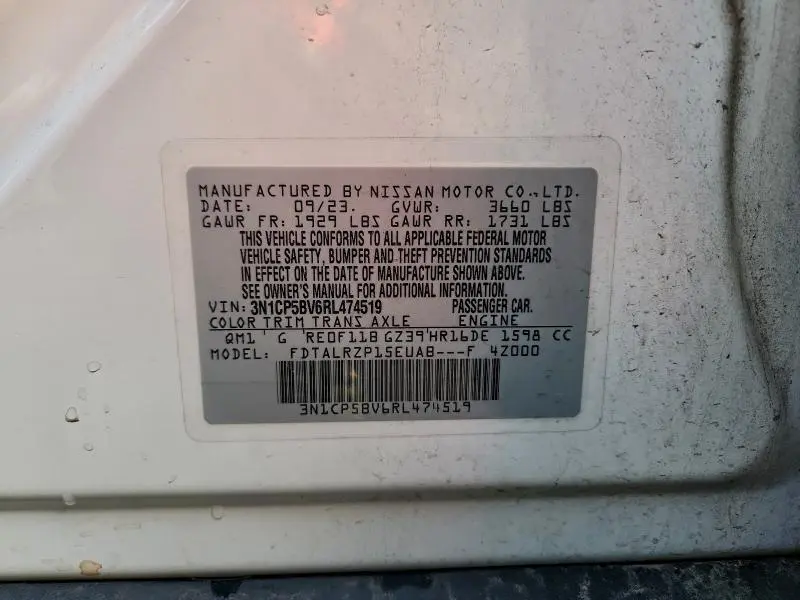 MANUFACTURED BY NISSAN MOTOR CO.,LTD.
DATE: 09/23. GVWR: 3660 LBS
GAWR FR: 1929 LBS GAWR RR: 1731 LBS
THIS VEHICLE CONFORMS TO ALL APPLICABLE FEDERAL MOTOR
VEHICLE SAFETY, BUMPER AND THEFT PREVENTION STANDARDS
IN EFFECT ON THE DATE OF MANUFACTURE SHOWN ABOVE.
SEE OWNER'S MANUAL FOR ADDITIONAL INFORMATION.
VIN: 3N1CP5BV6RL474519 PASSENGER CAR.
COLOR TRIM TRANS AXLE ENGINE
QM1 G RE0F11B GZ39 HR16DE 1598 CC
MODEL: FDTALRZP15EUAB---F 4Z000
3N1CP5BV6RL474519